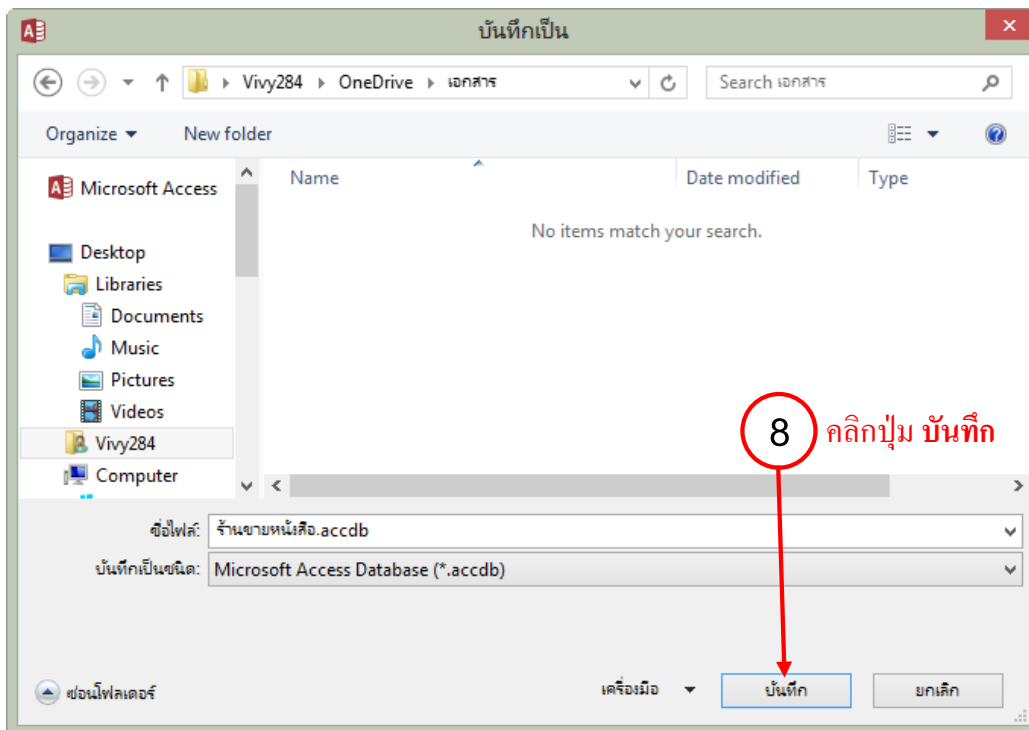 บันทึกเป็น
Vivy284 OneDrive เอกสาร Search เอกสาร
Organize New folder
Microsoft Access Name Date modified Type
No items match your search.
Desktop
Libraries
Documents
Music
Pictures
Videos
Vivy284
Computer
8 คลิกปุ่ม บันทึก
ชื่อไฟล์: ร้านขายหนังสือ.accdb
บันทึกเป็นชนิด: Microsoft Access Database (*.accdb)
ซ่อนโฟลเดอร์ เครื่องมือ บันทึก ยกเลิก